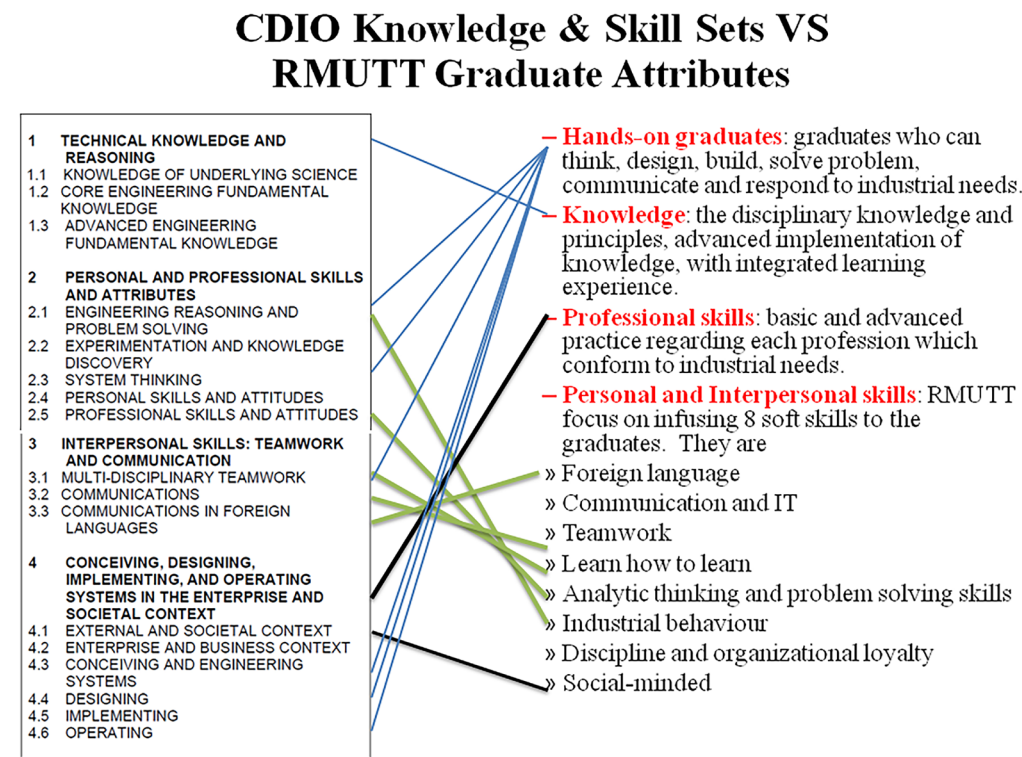 CDIO Knowledge & Skill Sets VS
RMUTT Graduate Attributes
1 TECHNICAL KNOWLEDGE AND
REASONING
1.1 KNOWLEDGE OF UNDERLYING SCIENCE
1.2 CORE ENGINEERING FUNDAMENTAL
KNOWLEDGE
1.3 ADVANCED ENGINEERING
FUNDAMENTAL KNOWLEDGE
2 PERSONAL AND PROFESSIONAL SKILLS
AND ATTRIBUTES
2.1 ENGINEERING REASONING AND
PROBLEM SOLVING
2.2 EXPERIMENTATION AND KNOWLEDGE
DISCOVERY
2.3 SYSTEM THINKING
2.4 PERSONAL SKILLS AND ATTITUDES
2.5 PROFESSIONAL SKILLS AND ATTITUDES
3 INTERPERSONAL SKILLS: TEAMWORK
AND COMMUNICATION
3.1 MULTI-DISCIPLINARY TEAMWORK
3.2 COMMUNICATIONS
3.3 COMMUNICATIONS IN FOREIGN
LANGUAGES
4 CONCEIVING, DESIGNING,
IMPLEMENTING, AND OPERATING
SYSTEMS IN THE ENTERPRISE AND
SOCIETAL CONTEXT
4.1 EXTERNAL AND SOCIETAL CONTEXT
4.2 ENTERPRISE AND BUSINESS CONTEXT
4.3 CONCEIVING AND ENGINEERING
SYSTEMS
4.4 DESIGNING
4.5 IMPLEMENTING
4.6 OPERATING
– Hands-on graduates: graduates who can
think, design, build, solve problem,
communicate and respond to industrial needs.
– Knowledge: the disciplinary knowledge and
principles, advanced implementation of
knowledge, with integrated learning
experience.
– Professional skills: basic and advanced
practice regarding each profession which
conform to industrial needs.
– Personal and Interpersonal skills: RMUTT
focus on infusing 8 soft skills to the
graduates. They are
» Foreign language
» Communication and IT
» Teamwork
» Learn how to learn
» Analytic thinking and problem solving skills
» Industrial behaviour
» Discipline and organizational loyalty
» Social-minded